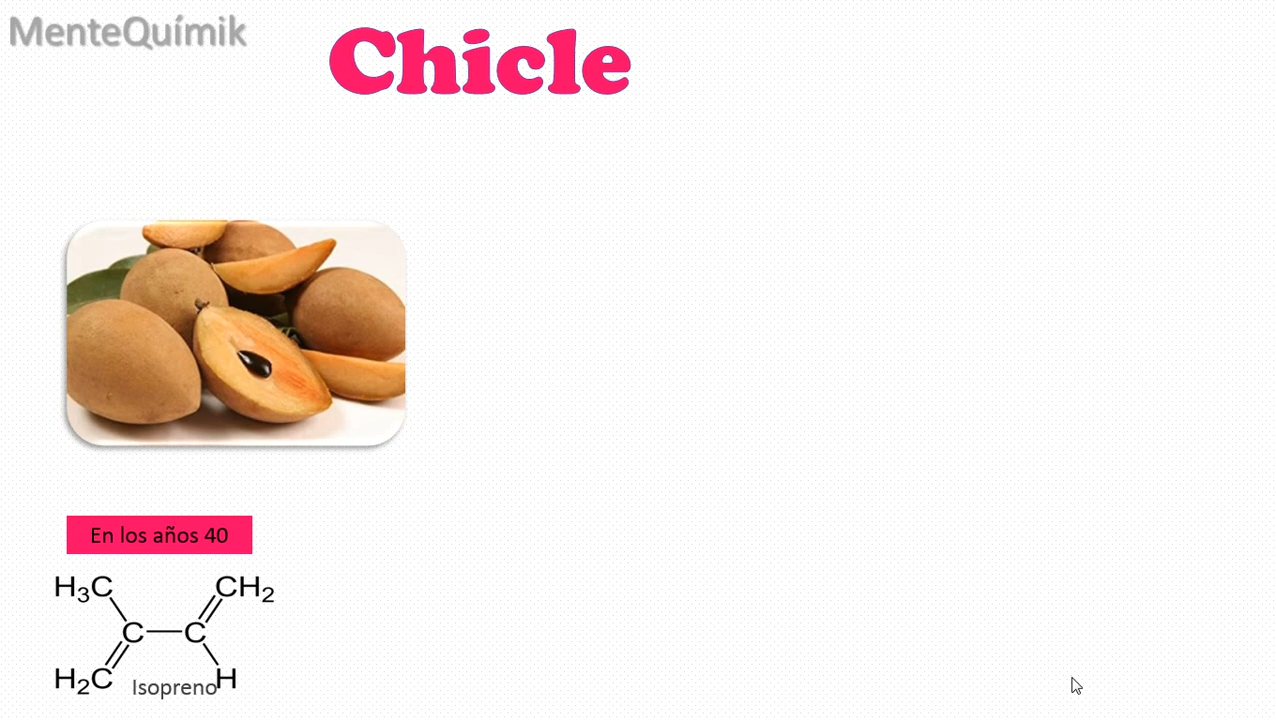 MenteQuímik
Chicle
En los años 40
H₃C CH₂
C C
H₂C H
Isopreno